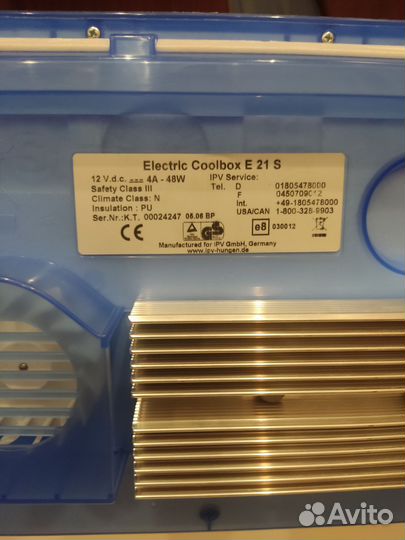 Electric Coolbox E 21 S
12 V.d.c. 4A - 48W IPV Service:
Safety Class III Tel. D 01805478000
Climate Class: N F 0450709012
Insulation : PU Int. +49-1805478000
Ser.Nr.:K.T. 00024247 05.06 BP USA/CAN 1-800-328-9903
CE GS e8 030012
Manufactured for IPV GmbH, Germany
www.ipv-hungen.de
Avito